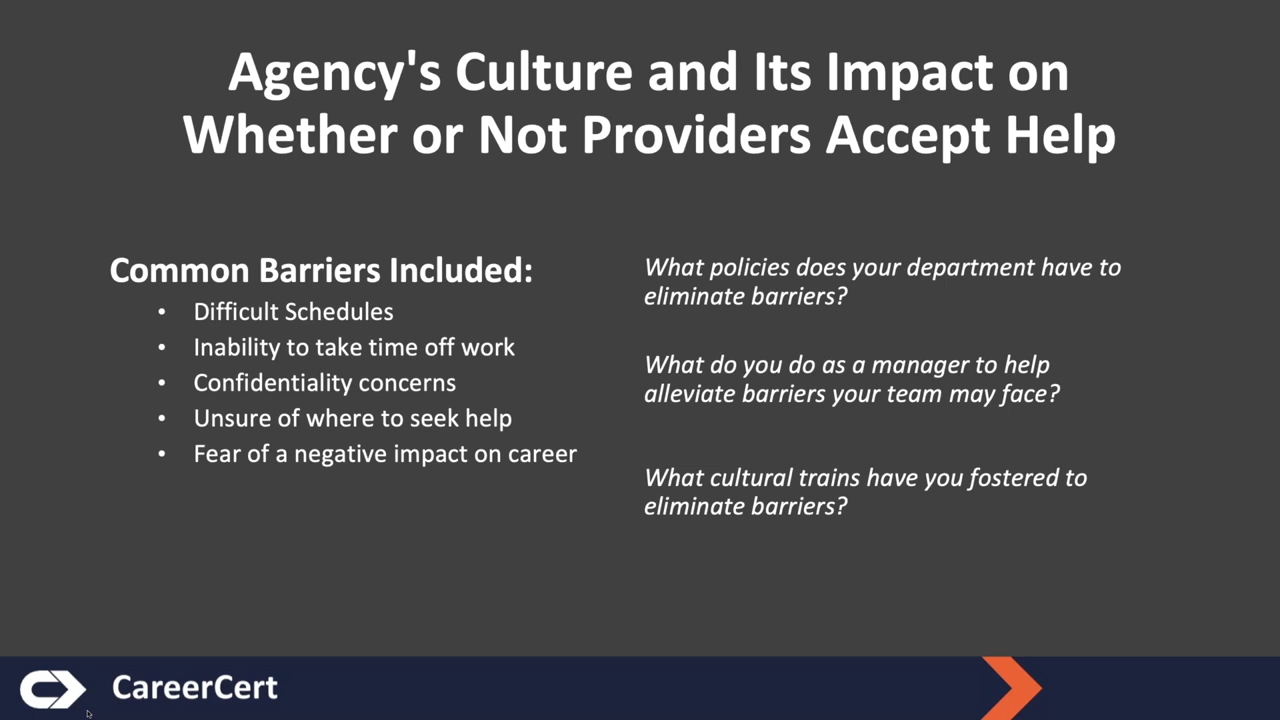 Agency's Culture and Its Impact on
Whether or Not Providers Accept Help
Common Barriers Included:
• Difficult Schedules
• Inability to take time off work
• Confidentiality concerns
• Unsure of where to seek help
• Fear of a negative impact on career
What policies does your department have to
eliminate barriers?
What do you do as a manager to help
alleviate barriers your team may face?
What cultural trains have you fostered to
eliminate barriers?
CareerCert